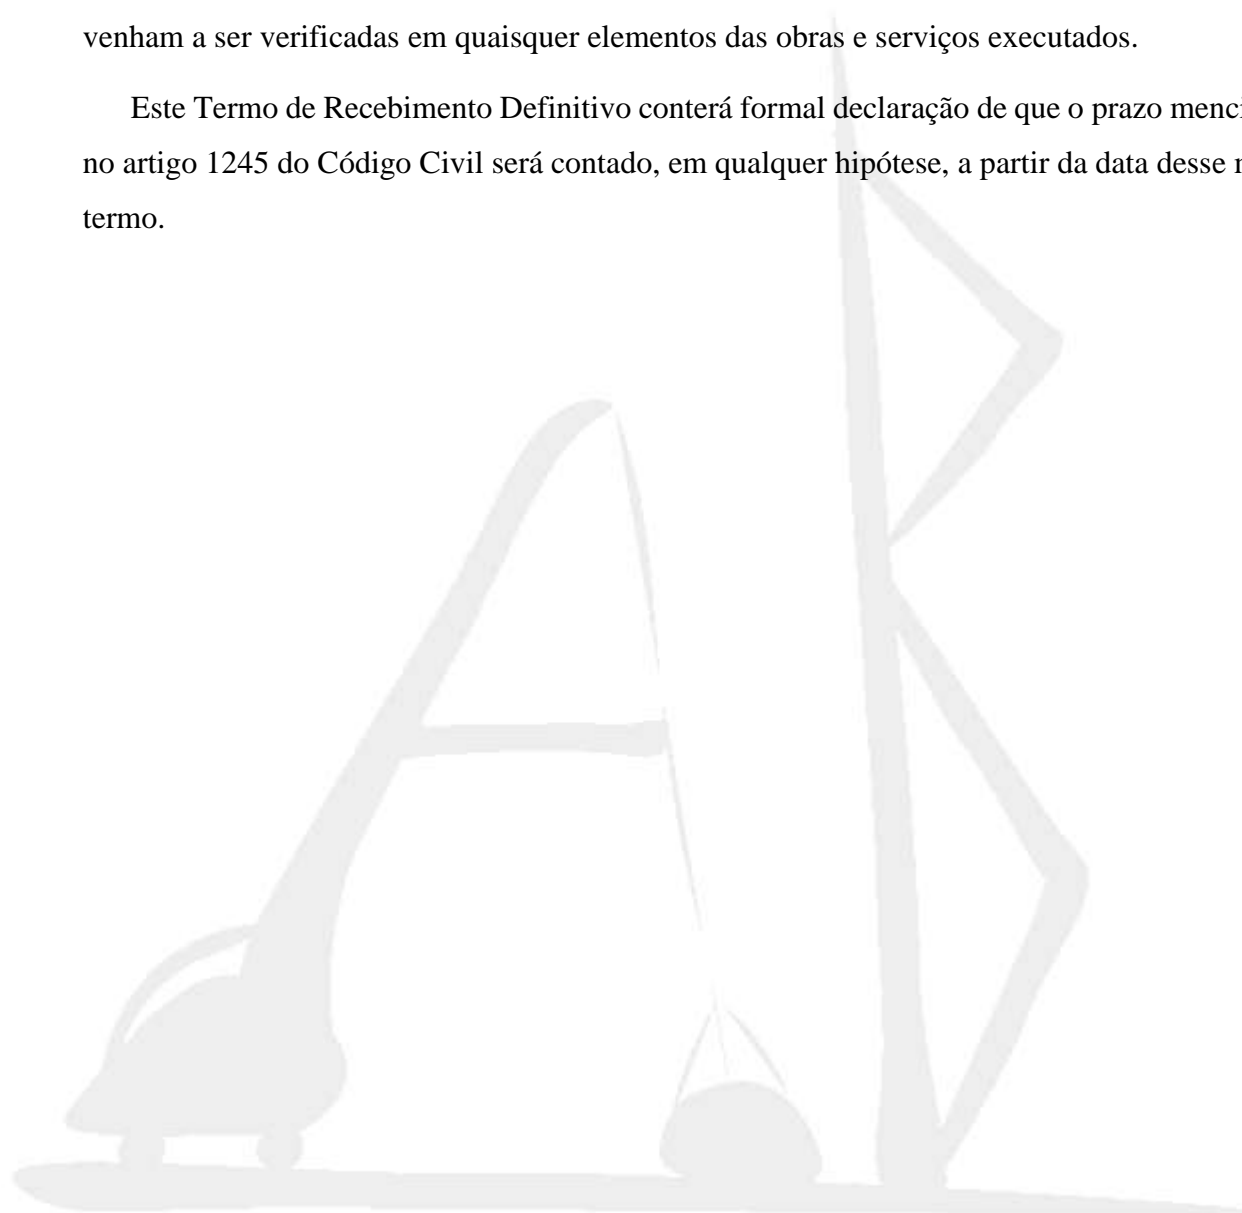 venham a ser verificadas em quaisquer elementos das obras e serviços executados.
Este Termo de Recebimento Definitivo conterá formal declaração de que o prazo
no artigo 1245 do Código Civil será contado, em qualquer hipótese, a partir da data desse
termo.